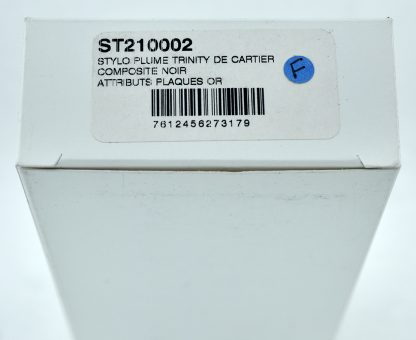 ST210002
STYLO PLUME TRINITY DE CARTIER
COMPOSITE NOIR
F
ATTRIBUTS PLAQUES OR
7612456273179